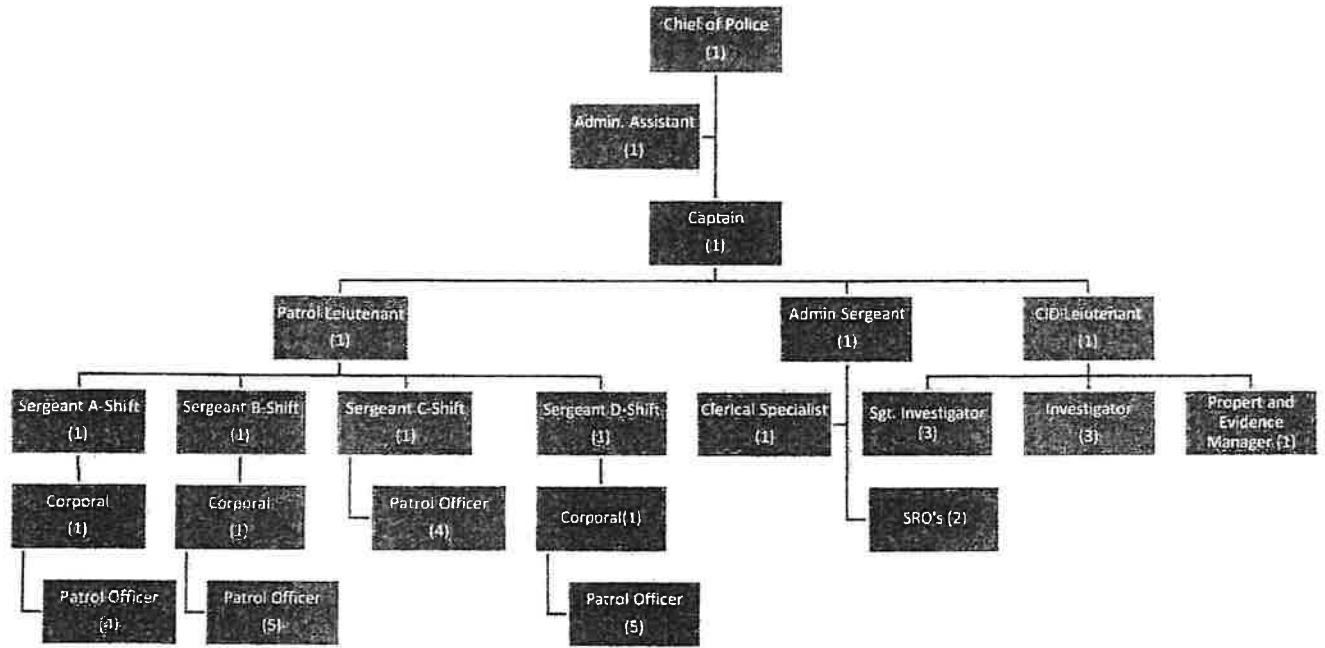 Chief of Police
(1)
Admin. Assistant
(1)
Captain
(1)
Patrol Leiutenant
(1)
Admin Sergeant
(1)
CID Leiutenant
(1)
Sergeant A-Shift
(1)
Sergeant B-Shift
(1)
Sergeant C-Shift
(1)
Sergeant D-Shift
(1)
Clerical Specialist
(1)
Sgt. Investigator
(3)
Investigator
(3)
Propert and
Evidence
Manager (1)
Corporal
(1)
Corporal
(1)
Patrol Officer
(4)
Corporal(1)
SRO's (2)
Patrol Officer
(4)
Patrol Officer
(5)
Patrol Officer
(5)